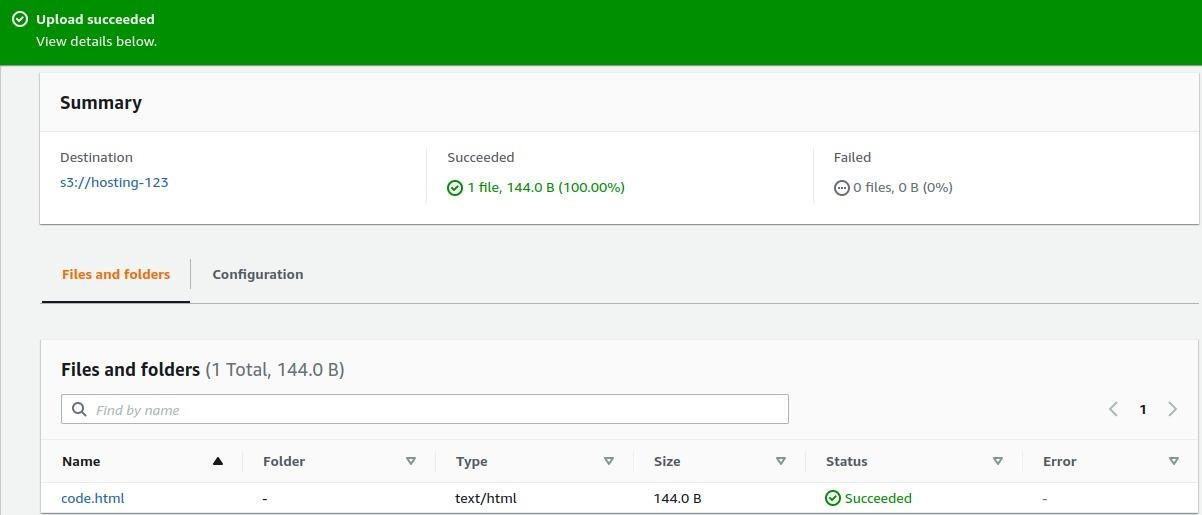 Upload succeeded
View details below.
Summary
Destination
s3://hosting-123
Succeeded
1 file, 144.0 B (100.00%)
Failed
0 files, 0 B (0%)
Files and folders
Configuration
Files and folders (1 Total, 144.0 B)
Find by name
1
Name Folder Type Size Status Error
code.html - text/html 144.0 B Succeeded -